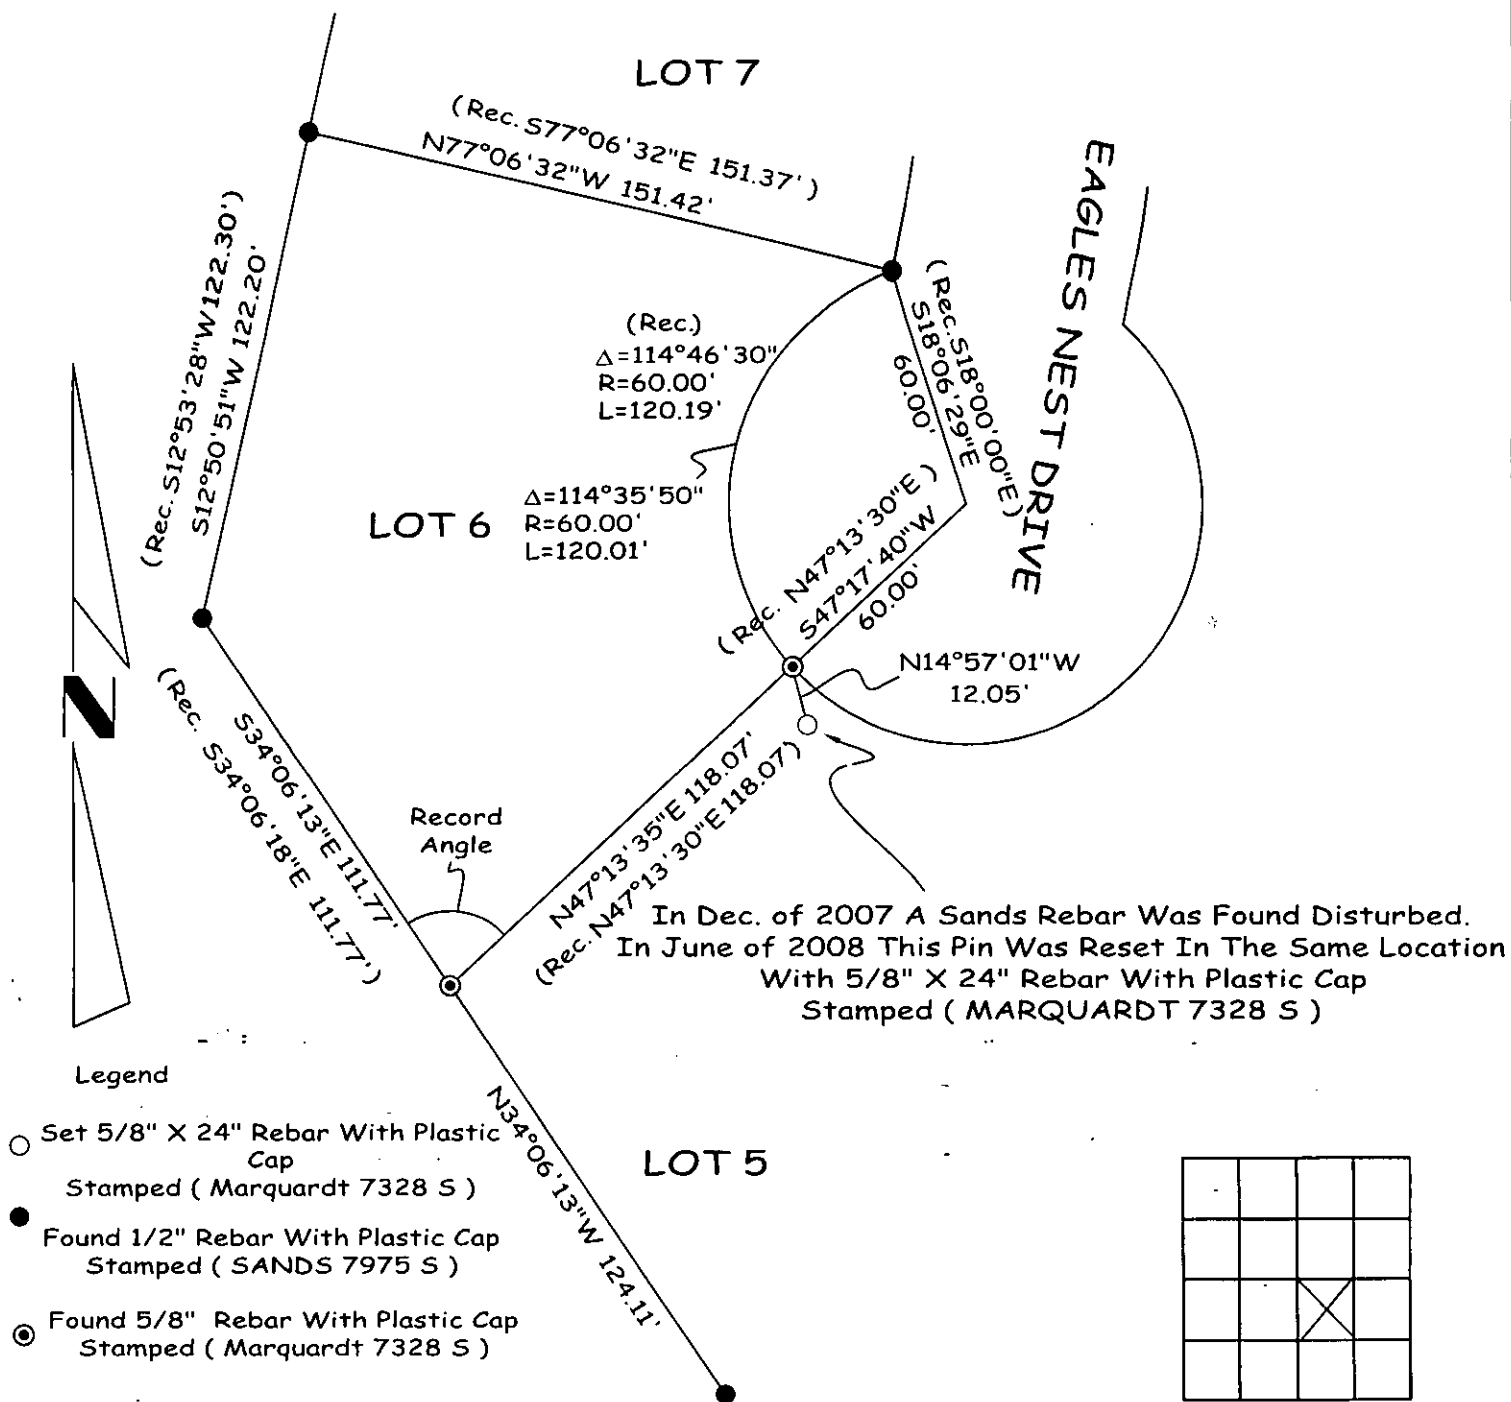 LOT 7
(Rec. S77°06'32"E 151.37')
N77°06'32"W 151.42'
EAGLES NEST DRIVE
(Rec. S12°53'28"W 122.30')
S12°50'51"W 122.20'
(Rec.)
Δ=114°46'30"
R=60.00'
L=120.19'
(Rec. S18°00'00"E)
S18°06'29"E
60.00'
LOT 6
Δ=114°35'50"
R=60.00'
L=120.01'
(Rec. N47°13'30"E)
S47°17'40"W
60.00'
N14°57'01"W
12.05'
N
S34°06'13"E 111.77'
(Rec. S34°06'18"E 111.77')
Record
Angle
N47°13'35"E 118.07'
(Rec. N47°13'30"E 118.07)
In Dec. of 2007 A Sands Rebar Was Found Disturbed.
In June of 2008 This Pin Was Reset In The Same Location
With 5/8" X 24" Rebar With Plastic Cap
Stamped ( MARQUARDT 7328 S )
Legend
Set 5/8" X 24" Rebar With Plastic
Cap
Stamped ( Marquardt 7328 S )
Found 1/2" Rebar With Plastic Cap
Stamped ( SANDS 7975 S )
Found 5/8" Rebar With Plastic Cap
Stamped ( Marquardt 7328 S )
N34°06'13"W 124.11'
LOT 5